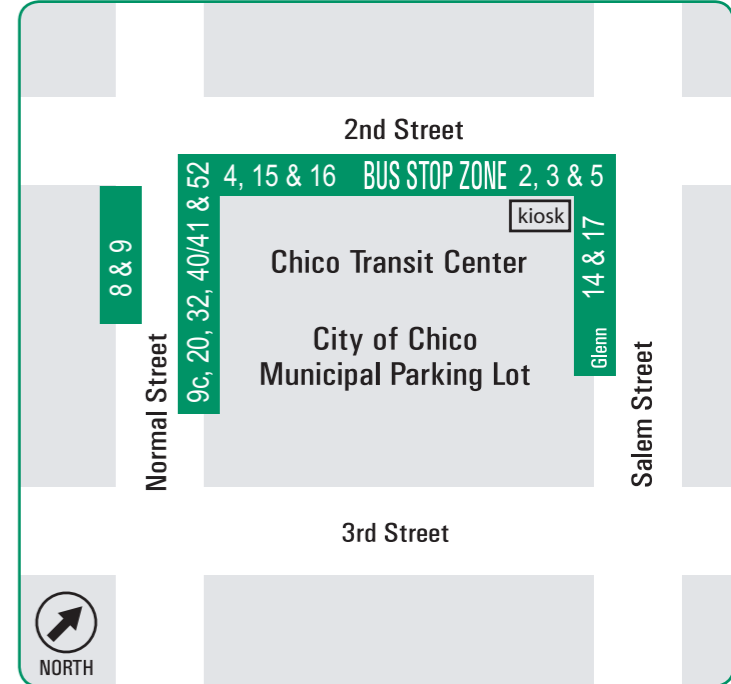 2nd Street
4, 15 & 16 BUS STOP ZONE 2, 3 & 5
kiosk
8 & 9
9c, 20, 32, 40/41 & 52
14 & 17
Glenn
Chico Transit Center
City of Chico
Municipal Parking Lot
Normal Street
Salem Street
3rd Street
NORTH